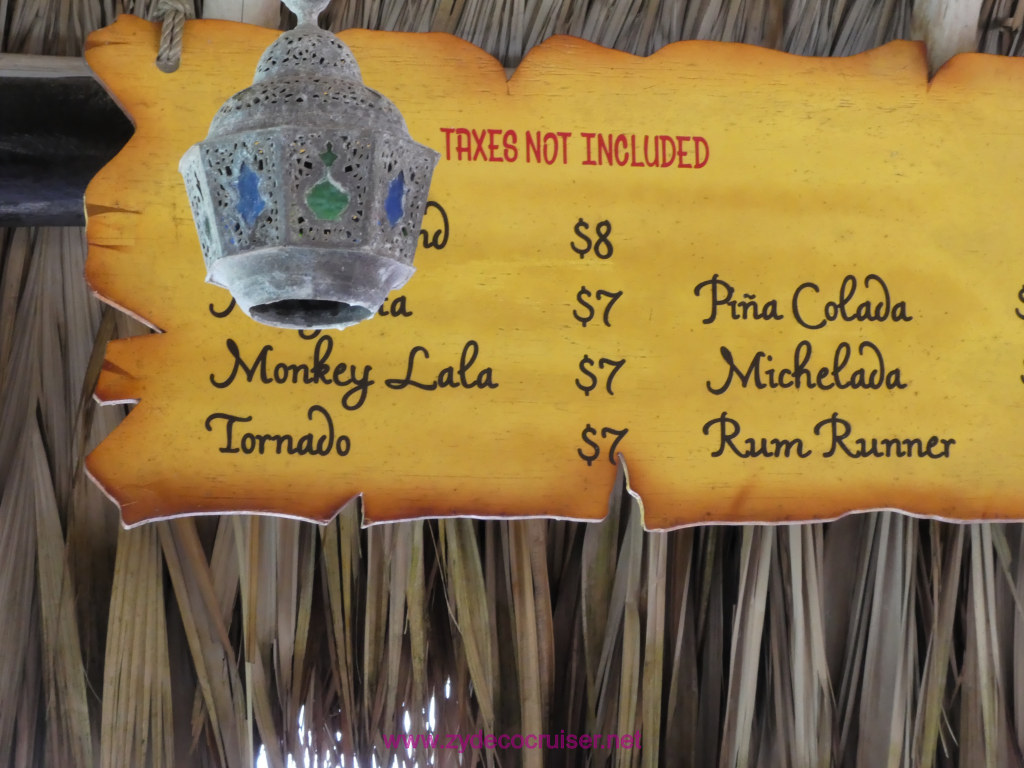 TAXES NOT INCLUDED
$8
$7 Piña Colada
Monkey Lala $7 Michelada
Tornado $7 Rum Runner
www.zydecocruiser.net